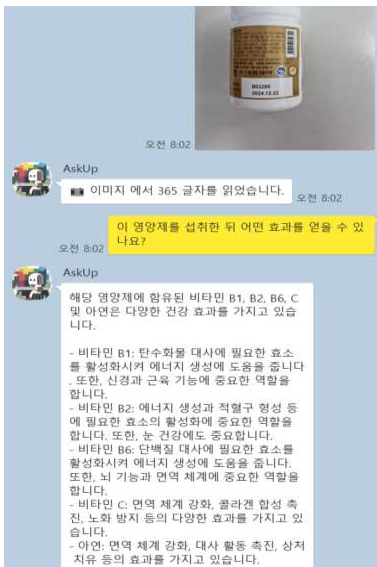 B03280
2024.12.22
오전 8:02
AskUp
📷 이미지 에서 365 글자를 읽었습니다.
오전 8:02
이 영양제를 섭취한 뒤 어떤 효과를 얻을 수 있
나요?
오전 8:02
AskUp
해당 영양제에 함유된 비타민 B1, B2, B6, C
및 아연은 다양한 건강 효과를 가지고 있습
니다.
- 비타민 B1: 탄수화물 대사에 필요한 효소
를 활성화시켜 에너지 생성에 도움을 줍니다
. 또한, 신경과 근육 기능에 중요한 역할을
합니다.
- 비타민 B2: 에너지 생성과 적혈구 형성 등
에 필요한 효소의 활성화에 중요한 역할을
합니다. 또한, 눈 건강에도 중요합니다.
- 비타민 B6: 단백질 대사에 필요한 효소를
활성화시켜 에너지 생성에 도움을 줍니다.
또한, 뇌 기능과 면역 체계에 중요한 역할을
합니다.
- 비타민 C: 면역 체계 강화, 콜라겐 합성 촉
진, 노화 방지 등의 다양한 효과를 가지고 있
습니다.
- 아연: 면역 체계 강화, 대사 활동 촉진, 상처
치유 등의 효과를 가지고 있습니다.